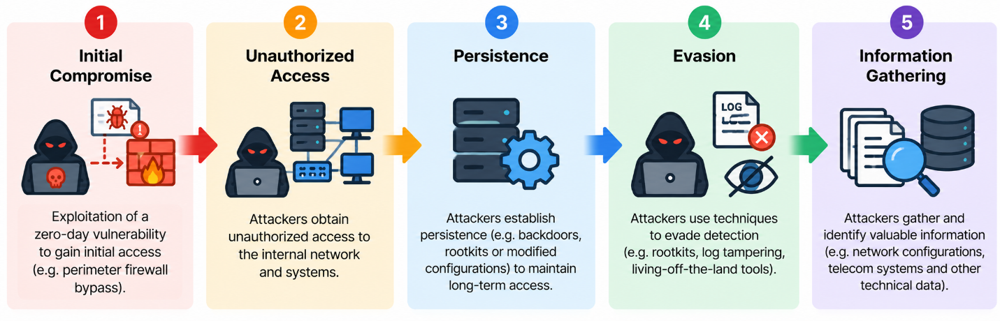 1
Initial
Compromise
Exploitation of a
zero-day vulnerability
to gain initial access
(e.g. perimeter firewall
bypass).
2
Unauthorized
Access
Attackers obtain
unauthorized access to
the internal network
and systems.
3
Persistence
Attackers establish
persistence (e.g. backdoors,
rootkits or modified
configurations) to maintain
long-term access.
4
Evasion
LOG
Attackers use techniques
to evade detection
(e.g. rootkits, log tampering,
living-off-the-land tools).
5
Information
Gathering
Attackers gather and
identify valuable information
(e.g. network configurations,
telecom systems and other
technical data).